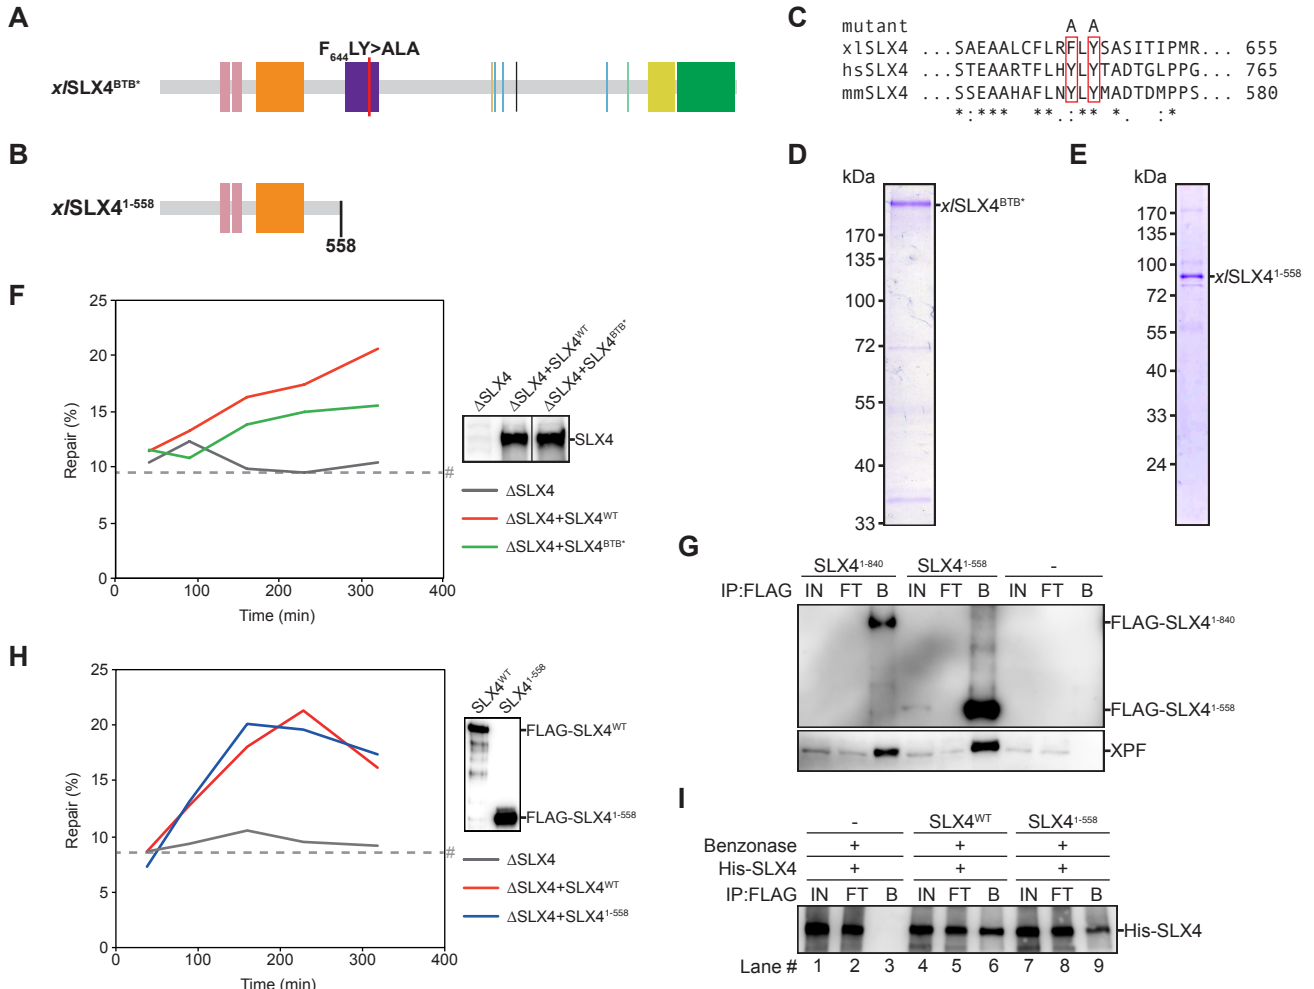 A
F644LY>ALA
xlSLX4BTB*
B
xlSLX41-558
558
C
mutant A A
xlSLX4 ...SAEAALCFLRFLYSASITIPMR... 655
hsSLX4 ...STEAARTFLHYLYTADTGLPPG... 765
mmSLX4 ...SSEAAHAFLNYLYMADTDMPPS... 580
*:*** ** .:** *. :*
D
kDa
xlSLX4BTB*
170
135
100
72
55
40
33
E
kDa
170
135
100
72
55
40
33
24
xlSLX41-558
F
25
20
15
10
5
0
Repair (%)
0 100 200 300 400
Time (min)
#
ΔSLX4
ΔSLX4+SLX4WT
ΔSLX4+SLX4BTB*
SLX4
ΔSLX4
ΔSLX4+SLX4WT
ΔSLX4+SLX4BTB*
G
SLX41-840 SLX41-558 -
IP:FLAG IN FT B IN FT B IN FT B
FLAG-SLX41-840
FLAG-SLX41-558
XPF
H
25
20
15
10
5
0
Repair (%)
0 100 200 300 400
Time (min)
#
SLX4WT
SLX41-558
FLAG-SLX4WT
FLAG-SLX41-558
ΔSLX4
ΔSLX4+SLX4WT
ΔSLX4+SLX41-558
I
- SLX4WT SLX41-558
Benzonase + + +
His-SLX4 + + +
IP:FLAG IN FT B IN FT B IN FT B
His-SLX4
Lane # 1 2 3 4 5 6 7 8 9